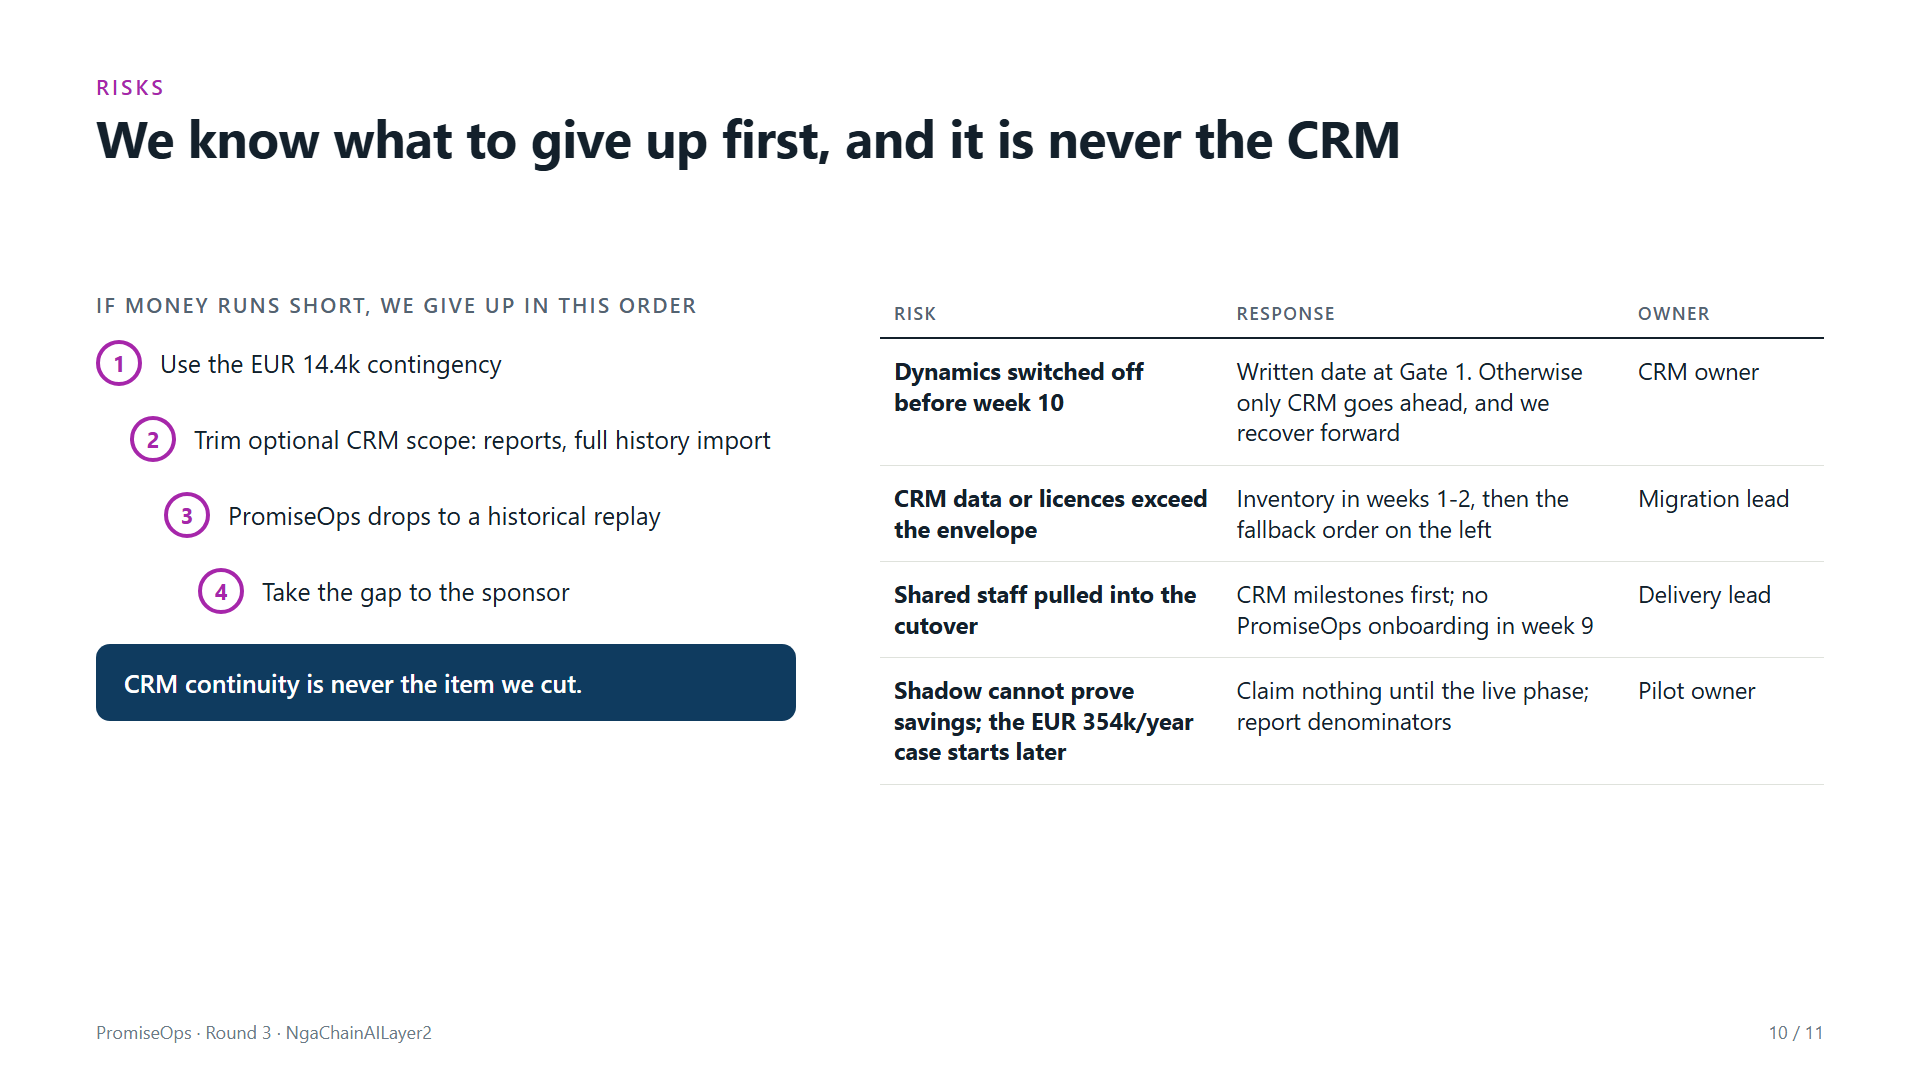 RISKS
We know what to give up first, and it is never the CRM
IF MONEY RUNS SHORT, WE GIVE UP IN THIS ORDER
1 Use the EUR 14.4k contingency
2 Trim optional CRM scope: reports, full history import
3 PromiseOps drops to a historical replay
4 Take the gap to the sponsor
CRM continuity is never the item we cut.
RISK RESPONSE OWNER
Dynamics switched off
before week 10
Written date at Gate 1. Otherwise
only CRM goes ahead, and we
recover forward
CRM owner
CRM data or licences exceed
the envelope
Inventory in weeks 1-2, then the
fallback order on the left
Migration lead
Shared staff pulled into the
cutover
CRM milestones first; no
PromiseOps onboarding in week 9
Delivery lead
Shadow cannot prove
savings; the EUR 354k/year
case starts later
Claim nothing until the live phase;
report denominators
Pilot owner
PromiseOps · Round 3 · NgaChainAILayer2
10 / 11